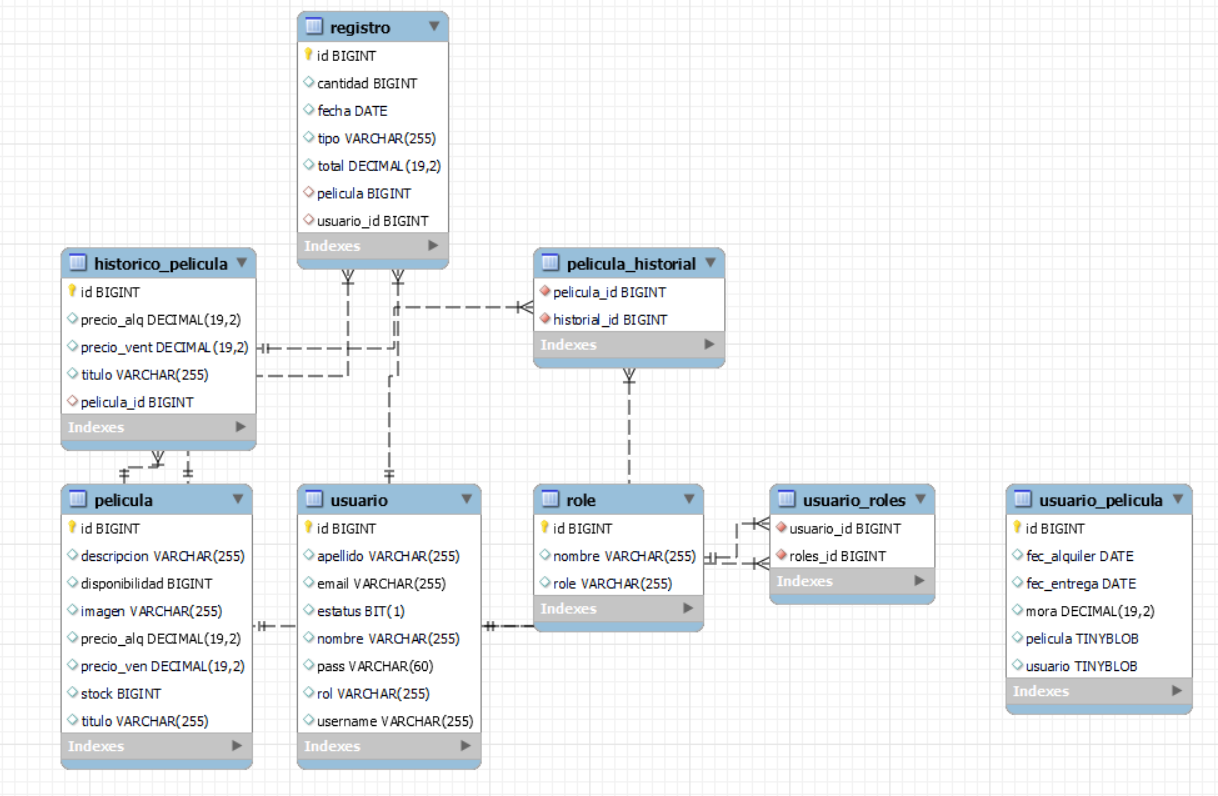 registro
id BIGINT
cantidad BIGINT
fecha DATE
tipo VARCHAR(255)
total DECIMAL(19,2)
pelicula BIGINT
usuario_id BIGINT
Indexes
historico_pelicula
id BIGINT
precio_alq DECIMAL(19,2)
precio_vent DECIMAL(19,2)
titulo VARCHAR(255)
pelicula_id BIGINT
Indexes
pelicula_historial
pelicula_id BIGINT
historial_id BIGINT
Indexes
pelicula
id BIGINT
descripcion VARCHAR(255)
disponibilidad BIGINT
imagen VARCHAR(255)
precio_alq DECIMAL(19,2)
precio_ven DECIMAL(19,2)
stock BIGINT
titulo VARCHAR(255)
Indexes
usuario
id BIGINT
apellido VARCHAR(255)
email VARCHAR(255)
estatus BIT(1)
nombre VARCHAR(255)
pass VARCHAR(60)
rol VARCHAR(255)
username VARCHAR(255)
Indexes
role
id BIGINT
nombre VARCHAR(255)
role VARCHAR(255)
Indexes
usuario_roles
usuario_id BIGINT
roles_id BIGINT
Indexes
usuario_pelicula
id BIGINT
fec_alquiler DATE
fec_entrega DATE
mora DECIMAL(19,2)
pelicula TINYBLOB
usuario TINYBLOB
Indexes